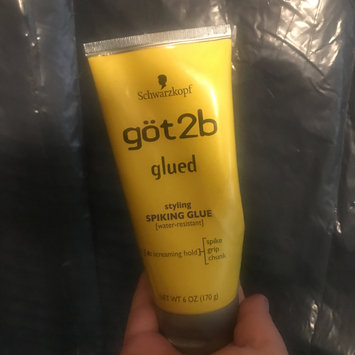 Schwarzkopf
göt2b
glued
styling
SPIKING GLUE
[water-resistant]
screaming hold
spike
grip
chunk
NET WT 6 OZ (170 g)